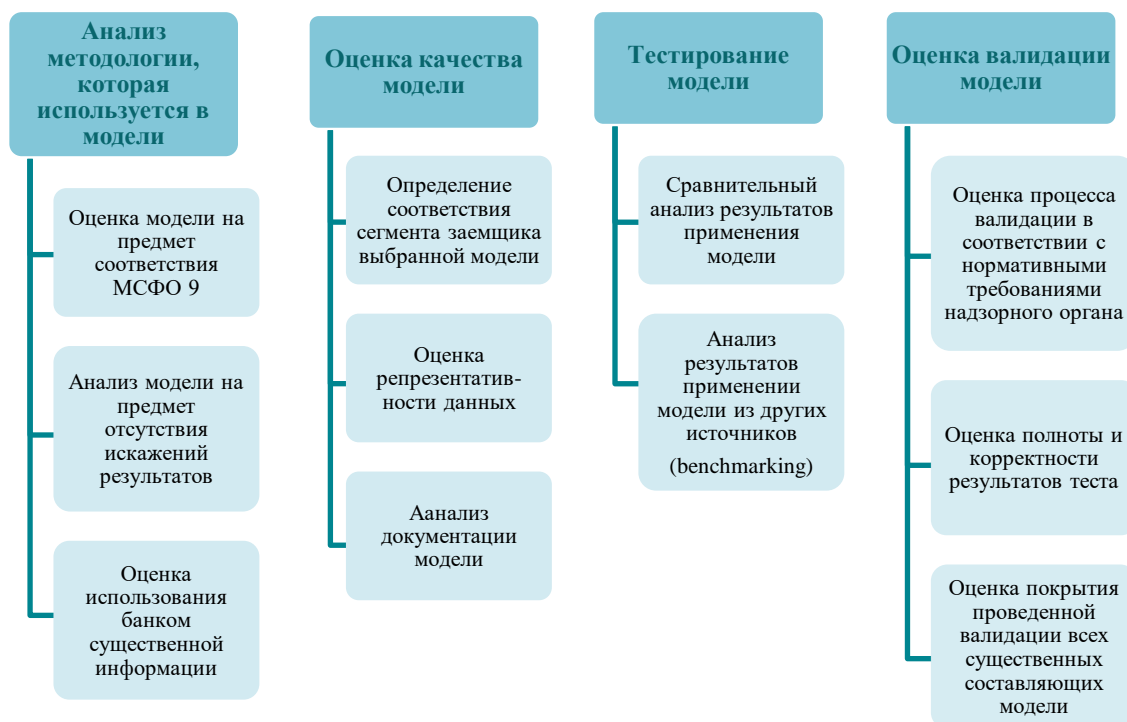 Анализ
методологии,
которая
используется в
модели
Оценка модели на
предмет
соответствия
МСФО 9
Анализ модели на
предмет
отсутствия
искажений
результатов
Оценка
использования
банком
существенной
информации
Оценка качества
модели
Определение
соответствия
сегмента заемщика
выбранной модели
Оценка
репрезентатив-
ности данных
Аанализ
документации
модели
Тестирование
модели
Сравнительный
анализ результатов
применения
модели
Анализ
результатов
применении
модели из других
источников
(benchmarking)
Оценка валидации
модели
Оценка процесса
валидации в
соответствии с
нормативными
требованиями
надзорного органа
Оценка полноты и
корректности
результатов теста
Оценка покрытия
проведенной
валидации всех
существенных
составляющих
модели